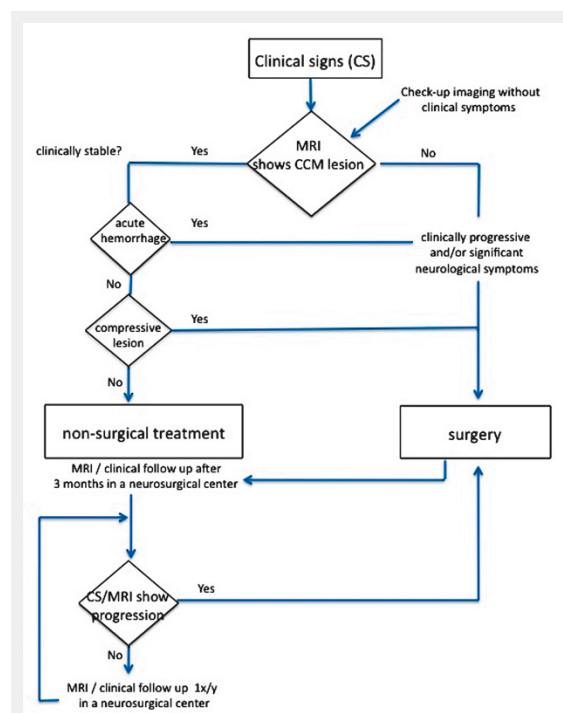 Clinical signs (CS)
Check-up imaging without
clinical symptoms
MRI
shows CCM lesion
Yes
No
clinically stable?
acute
hemorrhage
Yes
clinically progressive
and/or significant
neurological symptoms
No
compressive
lesion
Yes
No
non-surgical treatment
surgery
MRI / clinical follow up after
3 months in a neurosurgical center
CS/MRI show
progression
Yes
No
MRI / clinical follow up 1x/y
in a neurosurgical center